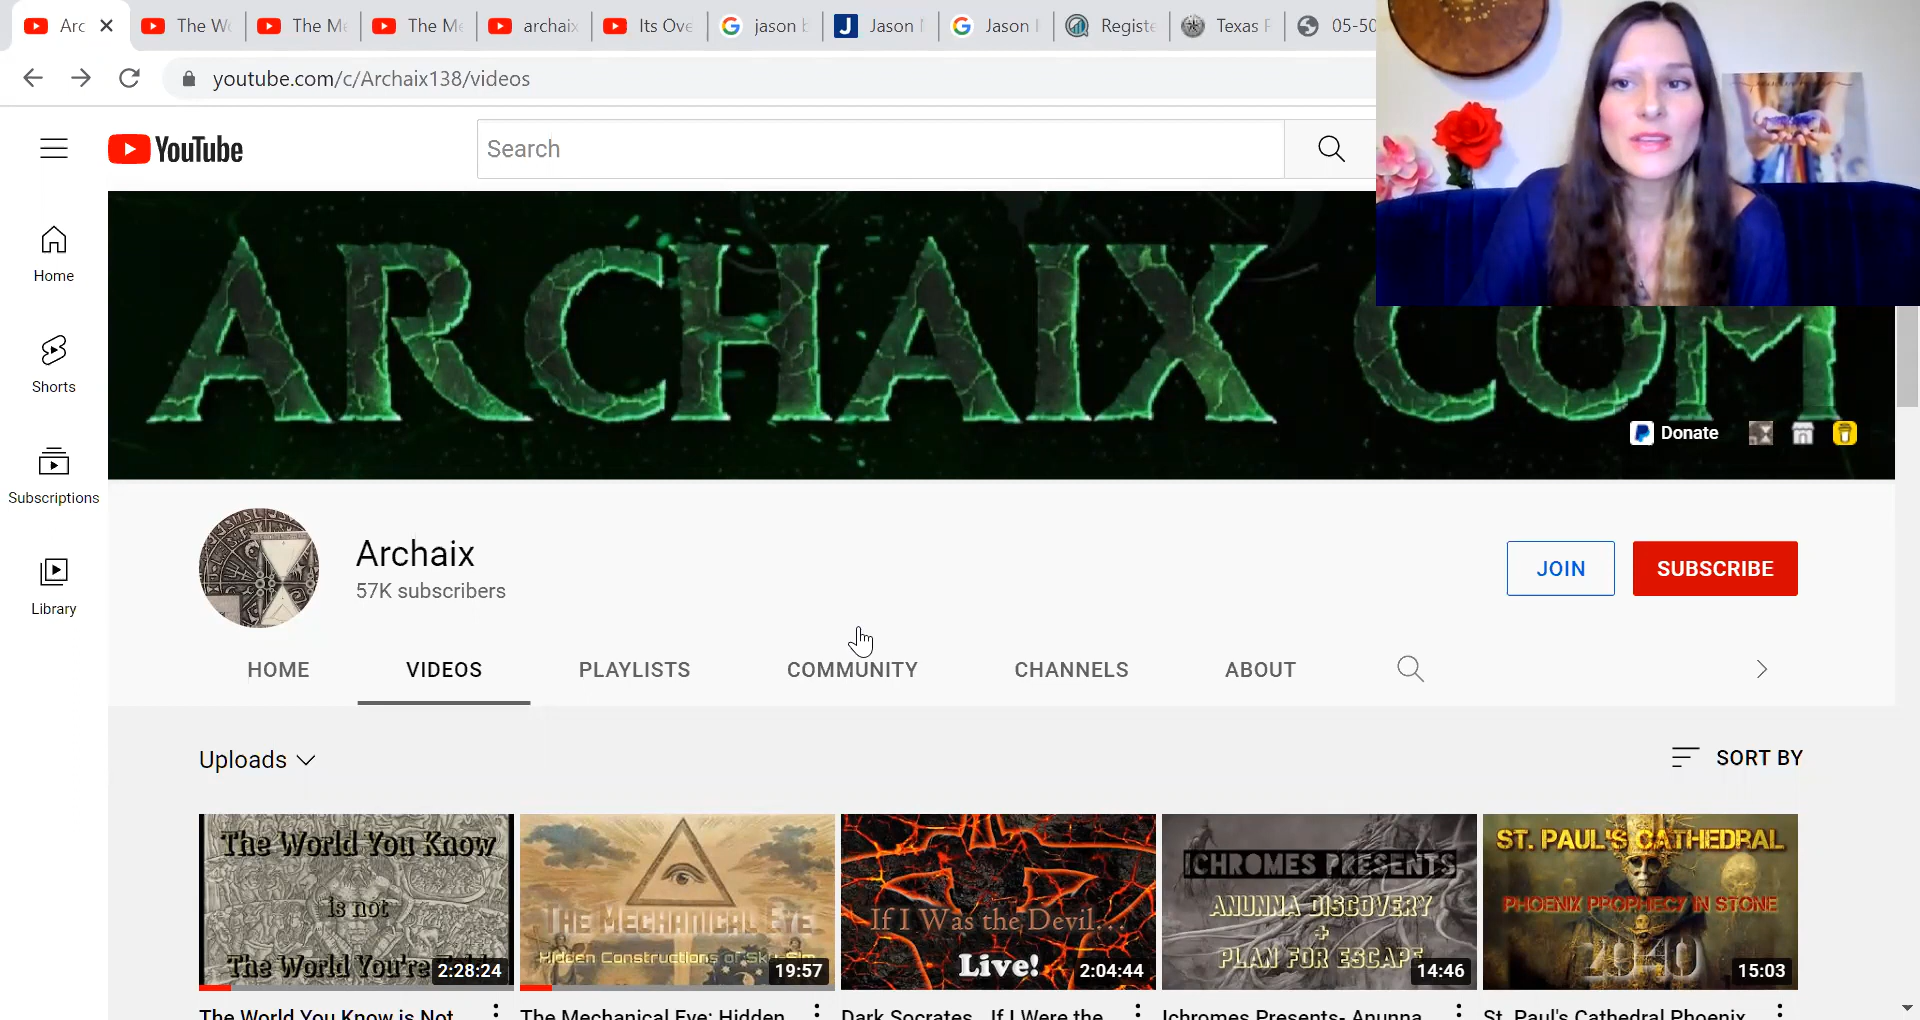 Arc
The W
The Me
The Me
archaix
Its Ove
jason b
Jason
Jason
Registe
Texas
05-50
youtube.com/c/Archaix138/videos
YouTube
Search
ARCHAIX COM
Donate
Home
Shorts
Subscriptions
Library
Archaix
57K subscribers
JOIN
SUBSCRIBE
HOME
VIDEOS
PLAYLISTS
COMMUNITY
CHANNELS
ABOUT
Uploads
SORT BY
The World You Know
is not
The World You're
2:28:24
THE MECHANICAL EYE
Hidden Constructions of Sky-Sim
19:57
If I Was the Devil...
Live!
2:04:44
ICHROMES PRESENTS
ANUNNA DISCOVERY
+
PLAN FOR ESCAPE
14:46
ST. PAUL'S CATHEDRAL
PHOENIX PROPHECY IN STONE
2040
15:03
The World You Know is Not
The Mechanical Eye: Hidden
Dark Socrates If I Were the
Ichromes Presents- Anunna
St. Paul's Cathedral Phoenix